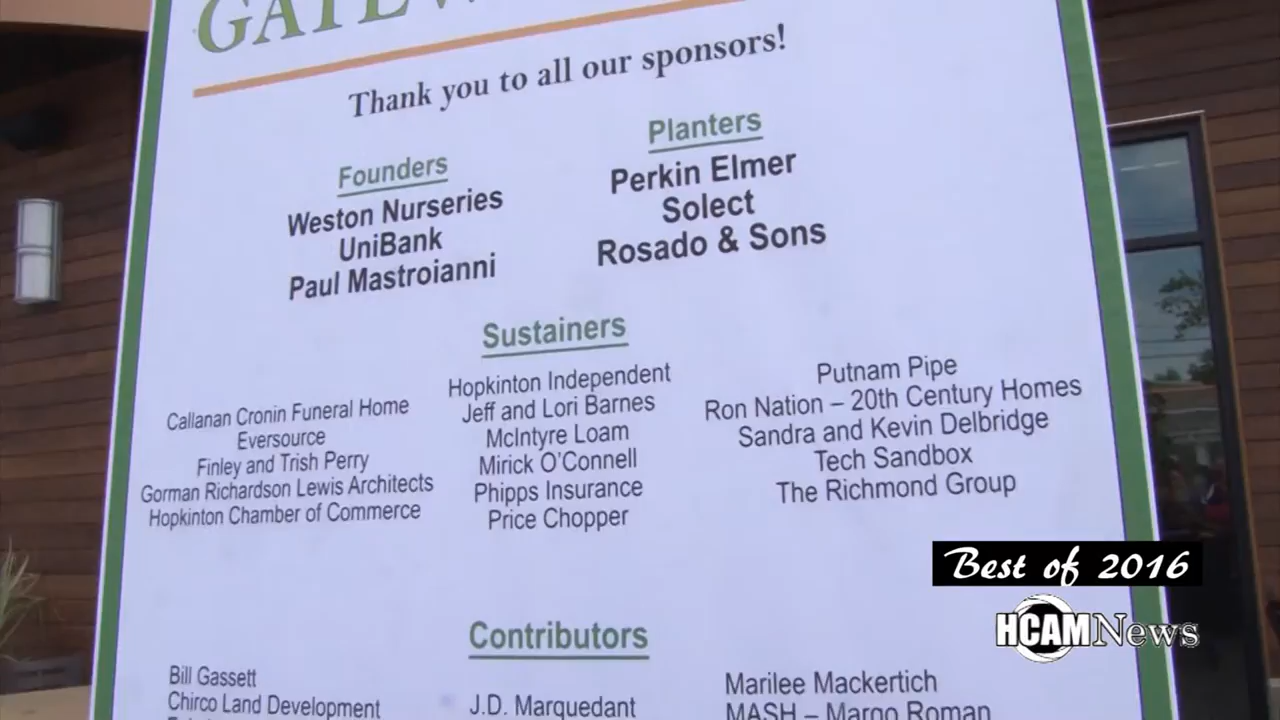 Thank you to all our sponsors!
Founders
Weston Nurseries
UniBank
Paul Mastroianni
Planters
Perkin Elmer
Solect
Rosado & Sons
Sustainers
Callanan Cronin Funeral Home
Eversource
Finley and Trish Perry
Gorman Richardson Lewis Architects
Hopkinton Chamber of Commerce
Hopkinton Independent
Jeff and Lori Barnes
McIntyre Loam
Mirick O'Connell
Phipps Insurance
Price Chopper
Putnam Pipe
Ron Nation – 20th Century Homes
Sandra and Kevin Delbridge
Tech Sandbox
The Richmond Group
Contributors
Bill Gassett
Chirco Land Development
J.D. Marquedant
Marilee Mackertich
MASH – Margo Roman
Best of 2016
HCAMNews